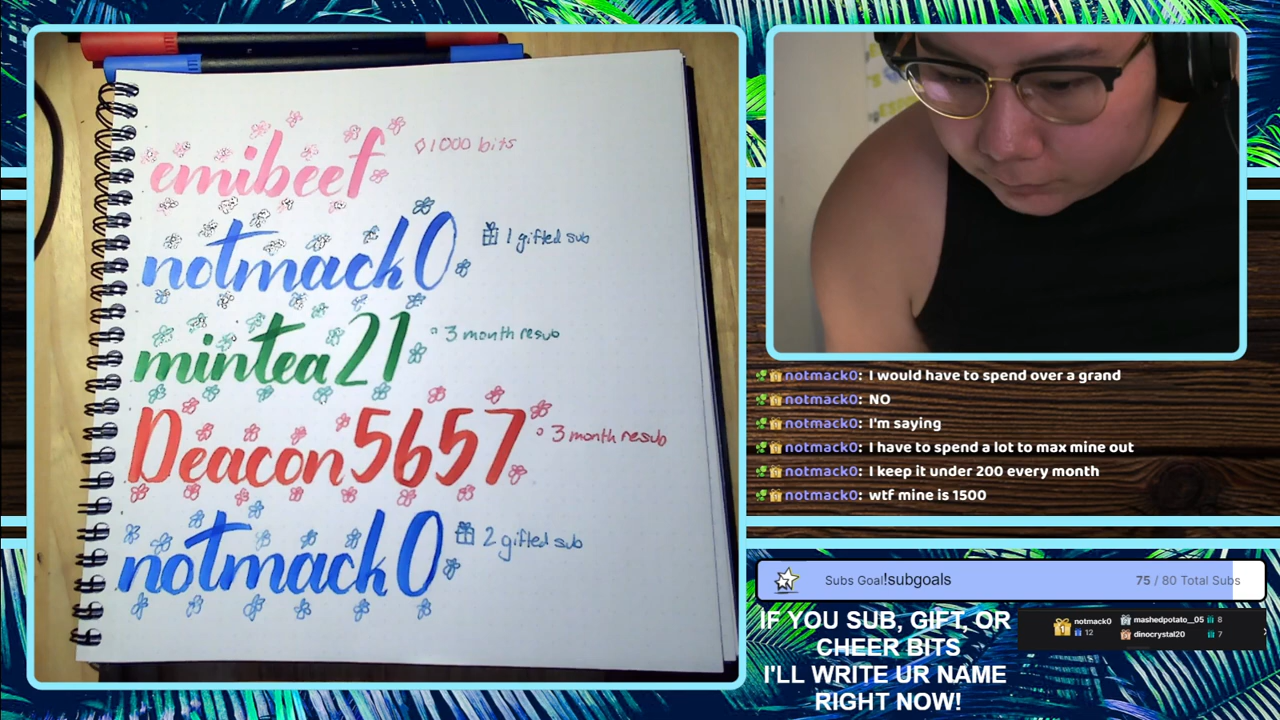 emibeef 1000 bits
notmack0 1 gifted sub
mintea21 3 month resub
Deacon5657 3 month resub
notmack0 2 gifted sub
notmack0: I would have to spend over a grand
notmack0: NO
notmack0: I'm saying
notmack0: I have to spend a lot to max mine out
notmack0: I keep it under 200 every month
notmack0: wtf mine is 1500
Subs Goal !subgoals 75 / 80 Total Subs
IF YOU SUB, GIFT, OR
CHEER BITS
I'LL WRITE UR NAME
RIGHT NOW!
1 notmack0 12
mashedpotato__05 8
dinocrystal20 7